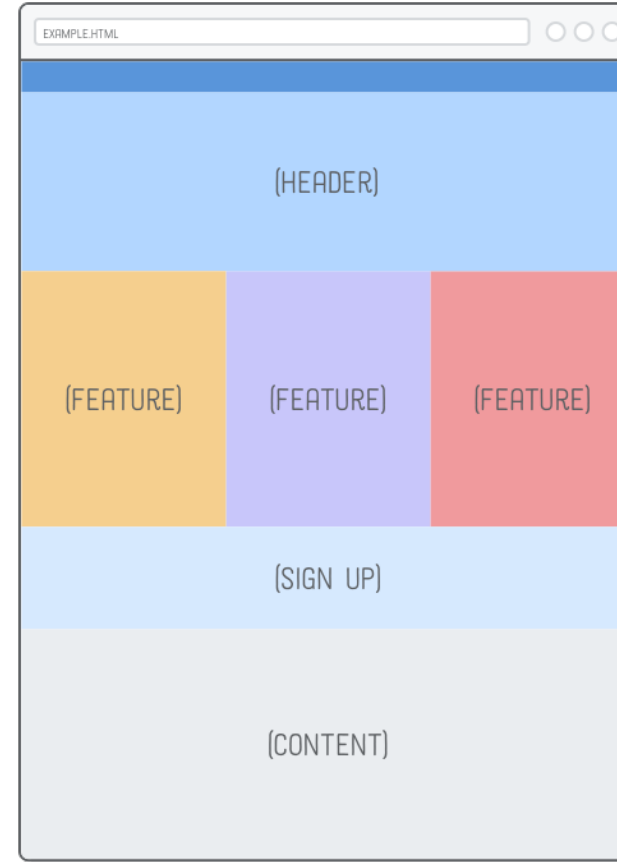 EXAMPLE.HTML
(HEADER)
(FEATURE) (FEATURE) (FEATURE)
(SIGN UP)
(CONTENT)